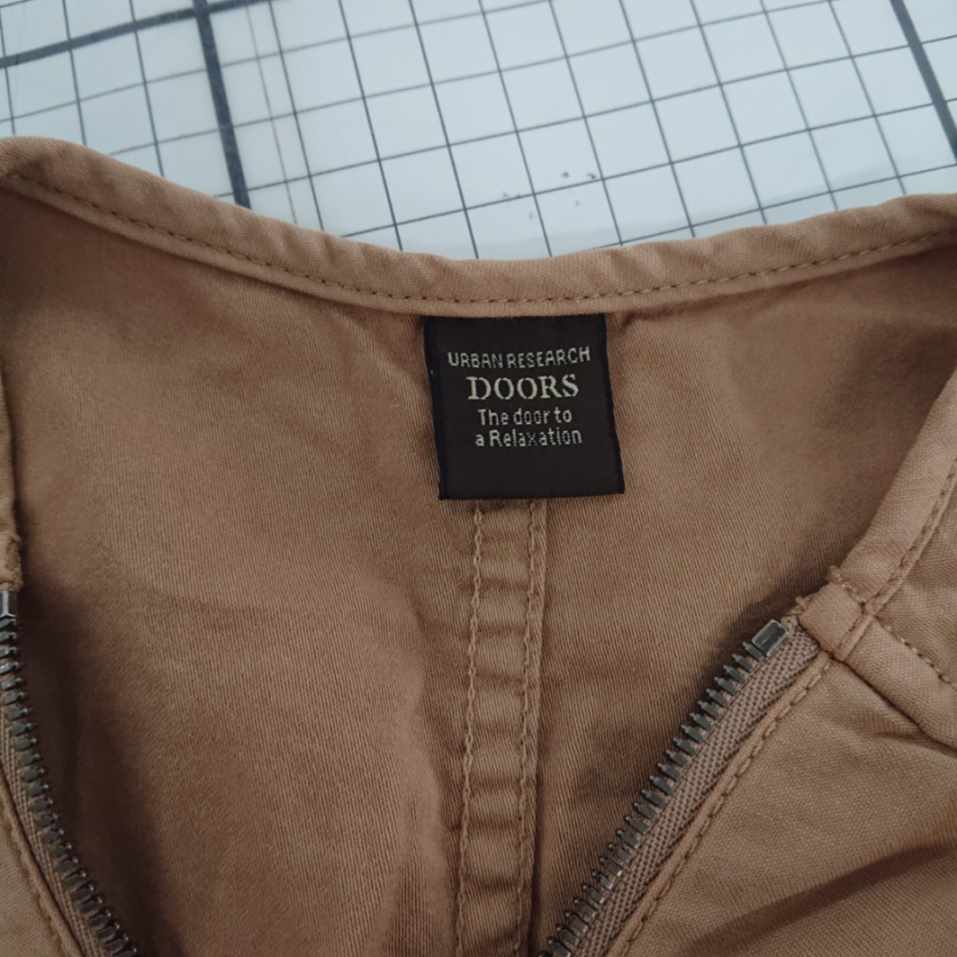 URBAN RESEARCH
DOORS
The door to
a Relaxation